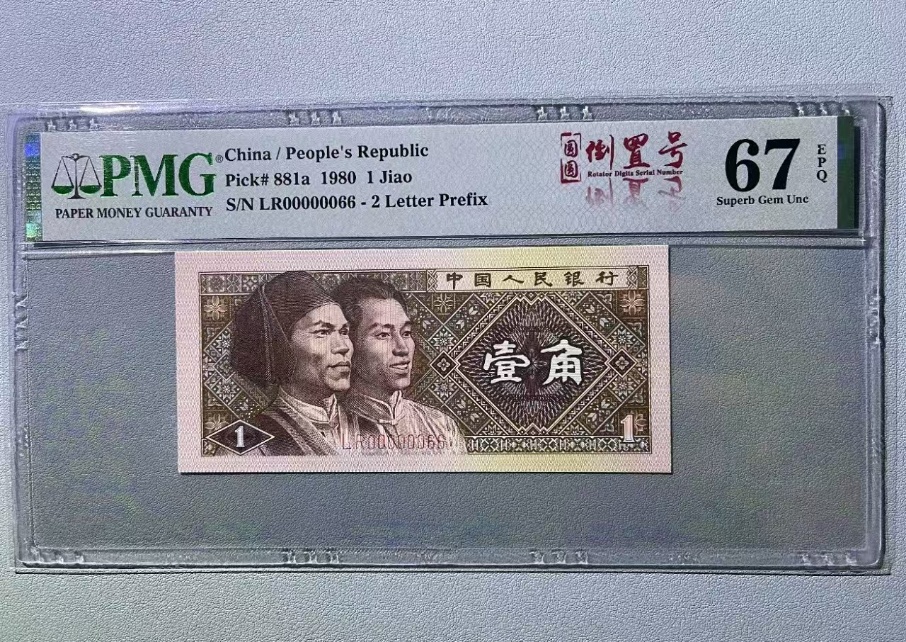 PMG®
PAPER MONEY GUARANTY
China / People's Republic
Pick# 881a 1980 1 Jiao
S/N LR00000066 - 2 Letter Prefix
圆圆
倒置号
Rotator Digits Serial Number
67
EPQ
Superb Gem Unc
中国人民银行
壹角
1
LR00000066
1